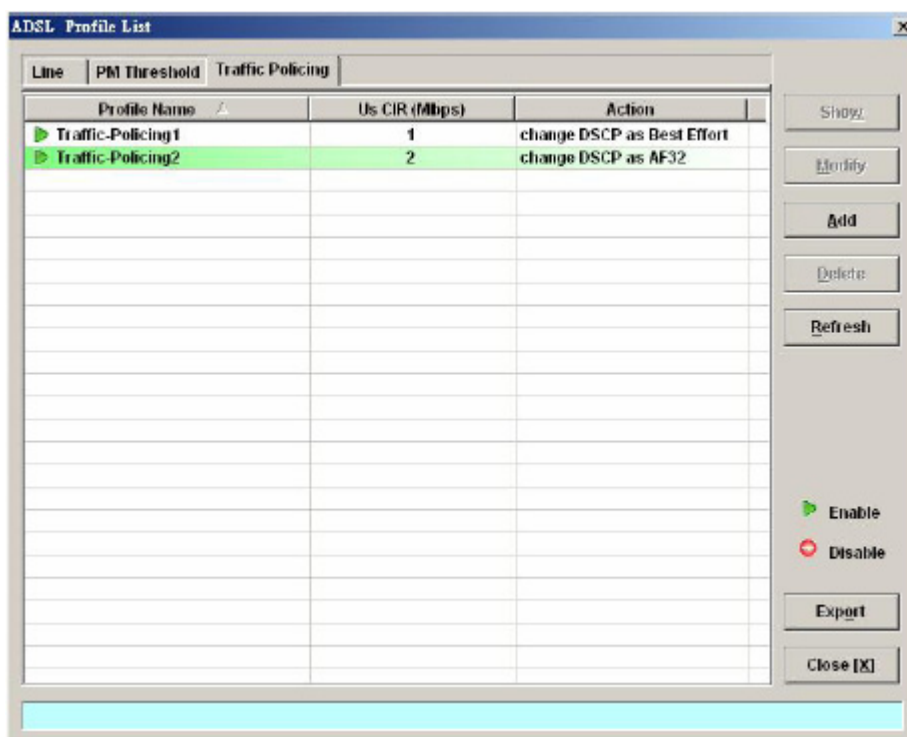 ADSL Profile List
Line PM Threshold Traffic Policing
Profile Name Us CIR (Mbps) Action
Traffic-Policing1 1 change DSCP as Best Effort
Traffic-Policing2 2 change DSCP as AF32
Show
Modify
Add
Delete
Refresh
Enable
Disable
Export
Close [X]